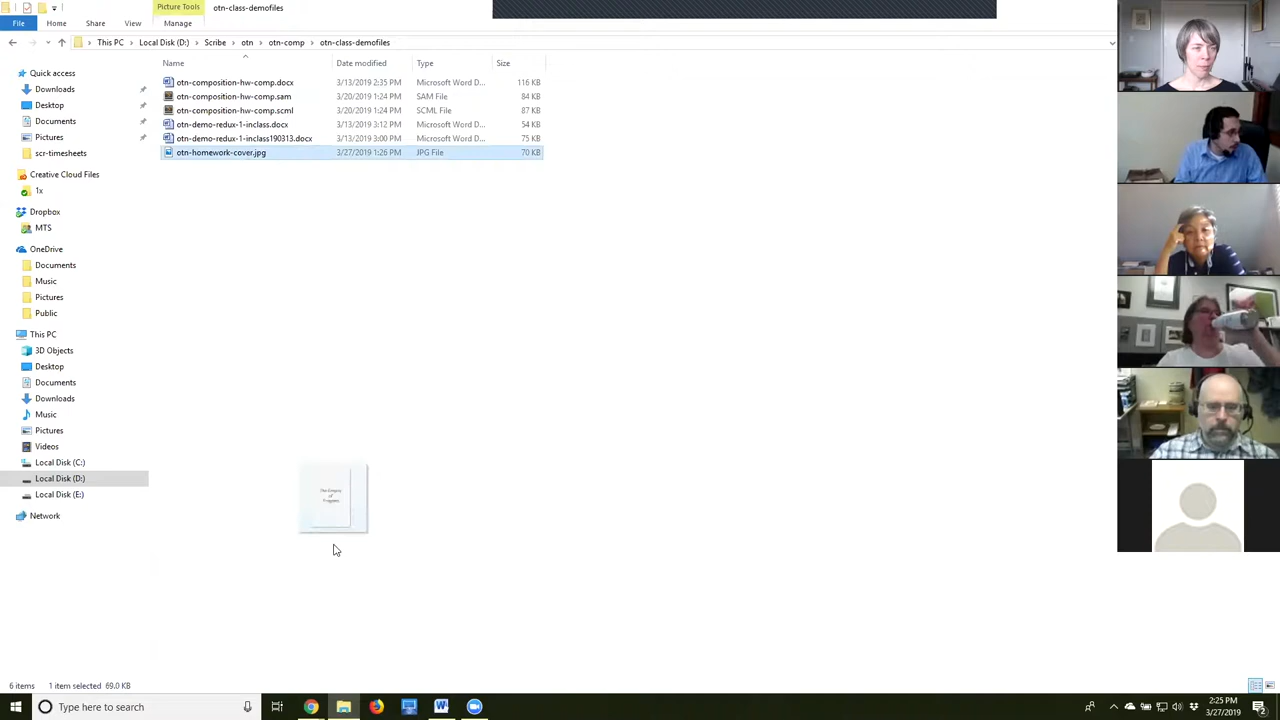 Picture Tools
otn-class-demofiles
File
Home
Share
View
Manage
This PC
Local Disk (D:)
Scribe
otn
otn-comp
otn-class-demofiles
Name
Date modified
Type
Size
otn-composition-hw-comp.docx
3/13/2019 2:35 PM
Microsoft Word D...
116 KB
otn-composition-hw-comp.sam
3/20/2019 1:24 PM
SAM File
84 KB
otn-composition-hw-comp.scml
3/20/2019 1:24 PM
SCML File
87 KB
otn-demo-redux-1-inclass.docx
3/13/2019 3:12 PM
Microsoft Word D...
54 KB
otn-demo-redux-1-inclass190313.docx
3/13/2019 3:00 PM
Microsoft Word D...
75 KB
otn-homework-cover.jpg
3/27/2019 1:26 PM
JPG File
70 KB
Quick access
Downloads
Desktop
Documents
Pictures
scr-timesheets
Creative Cloud Files
1x
Dropbox
MTS
OneDrive
Documents
Music
Pictures
Public
This PC
3D Objects
Desktop
Documents
Downloads
Music
Pictures
Videos
Local Disk (C:)
Local Disk (D:)
Local Disk (E:)
Network
6 items
1 item selected 69.0 KB
Type here to search
2:25 PM
3/27/2019
2